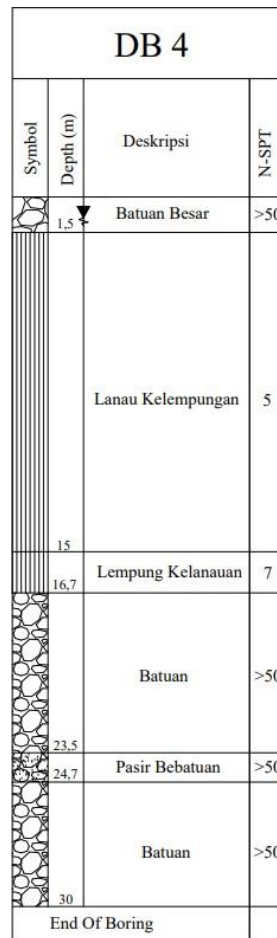 DB 4
Symbol
Depth (m)
Deskripsi
N-SPT
1,5
Batuan Besar
>50
Lanau Kelempungan
5
15
Lempung Kelanauan
7
16,7
Batuan
>50
23,5
Pasir Bebatuan
>50
24,7
Batuan
>50
30
End Of Boring